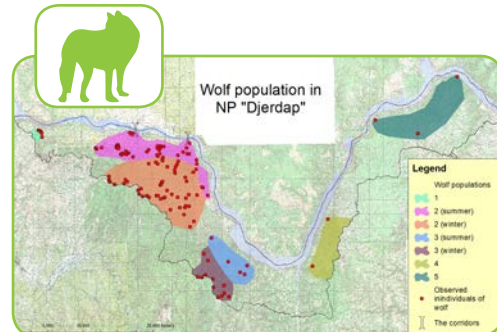 Wolf population in
NP "Djerdap"
Legend
Wolf populations
1
2 (summer)
2 (winter)
3 (summer)
3 (winter)
4
5
Observed
inindividuals of
wolf
The corridors